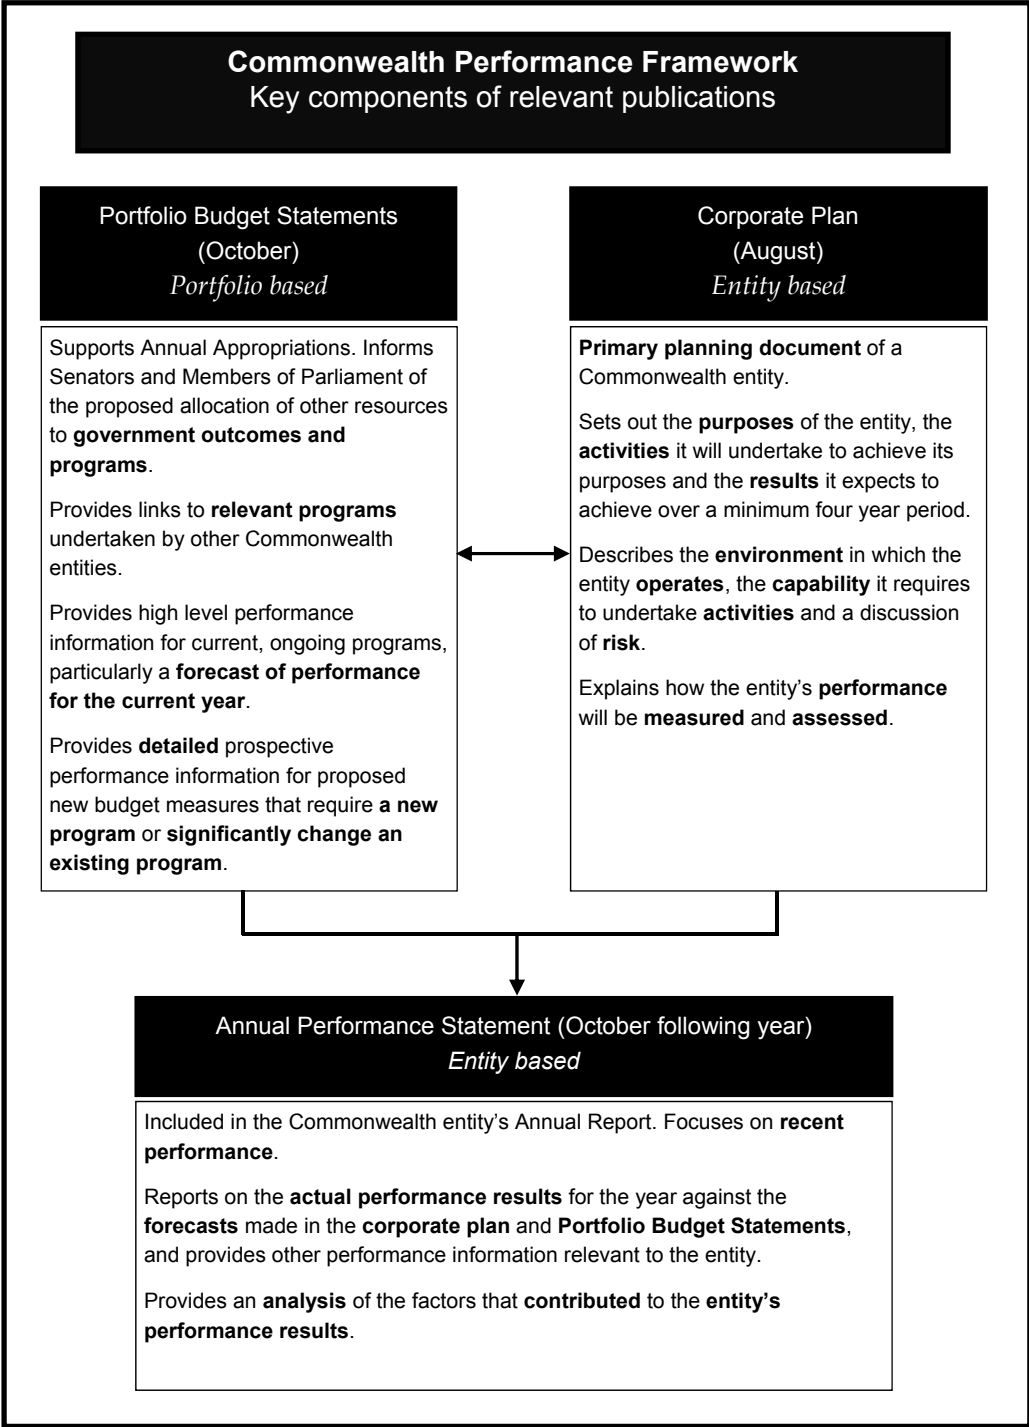 Commonwealth Performance Framework
Key components of relevant publications
Portfolio Budget Statements
(October)
Portfolio based
Supports Annual Appropriations. Informs
Senators and Members of Parliament of
the proposed allocation of other resources
to government outcomes and
programs.
Provides links to relevant programs
undertaken by other Commonwealth
entities.
Provides high level performance
information for current, ongoing programs,
particularly a forecast of performance
for the current year.
Provides detailed prospective
performance information for proposed
new budget measures that require a new
program or significantly change an
existing program.
Corporate Plan
(August)
Entity based
Primary planning document of a
Commonwealth entity.
Sets out the purposes of the entity, the
activities it will undertake to achieve its
purposes and the results it expects to
achieve over a minimum four year period.
Describes the environment in which the
entity operates, the capability it requires
to undertake activities and a discussion
of risk.
Explains how the entity’s performance
will be measured and assessed.
Annual Performance Statement (October following year)
Entity based
Included in the Commonwealth entity’s Annual Report. Focuses on recent
performance.
Reports on the actual performance results for the year against the
forecasts made in the corporate plan and Portfolio Budget Statements,
and provides other performance information relevant to the entity.
Provides an analysis of the factors that contributed to the entity’s
performance results.